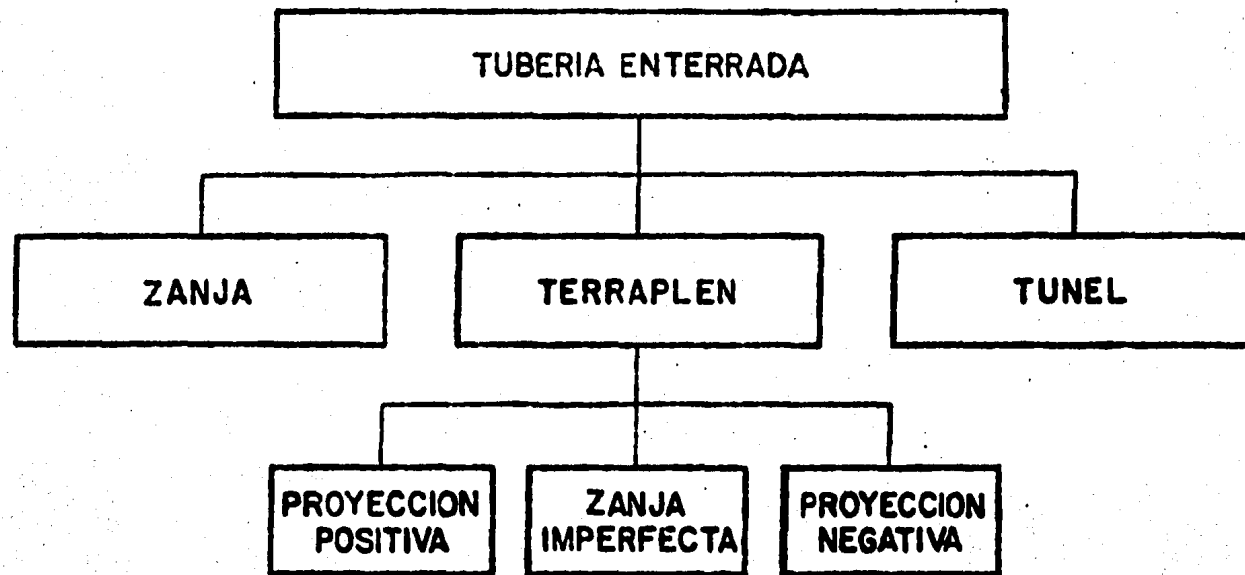 TUBERIA ENTERRADA
ZANJA
TERRAPLEN
TUNEL
PROYECCION
POSITIVA
ZANJA
IMPERFECTA
PROYECCION
NEGATIVA